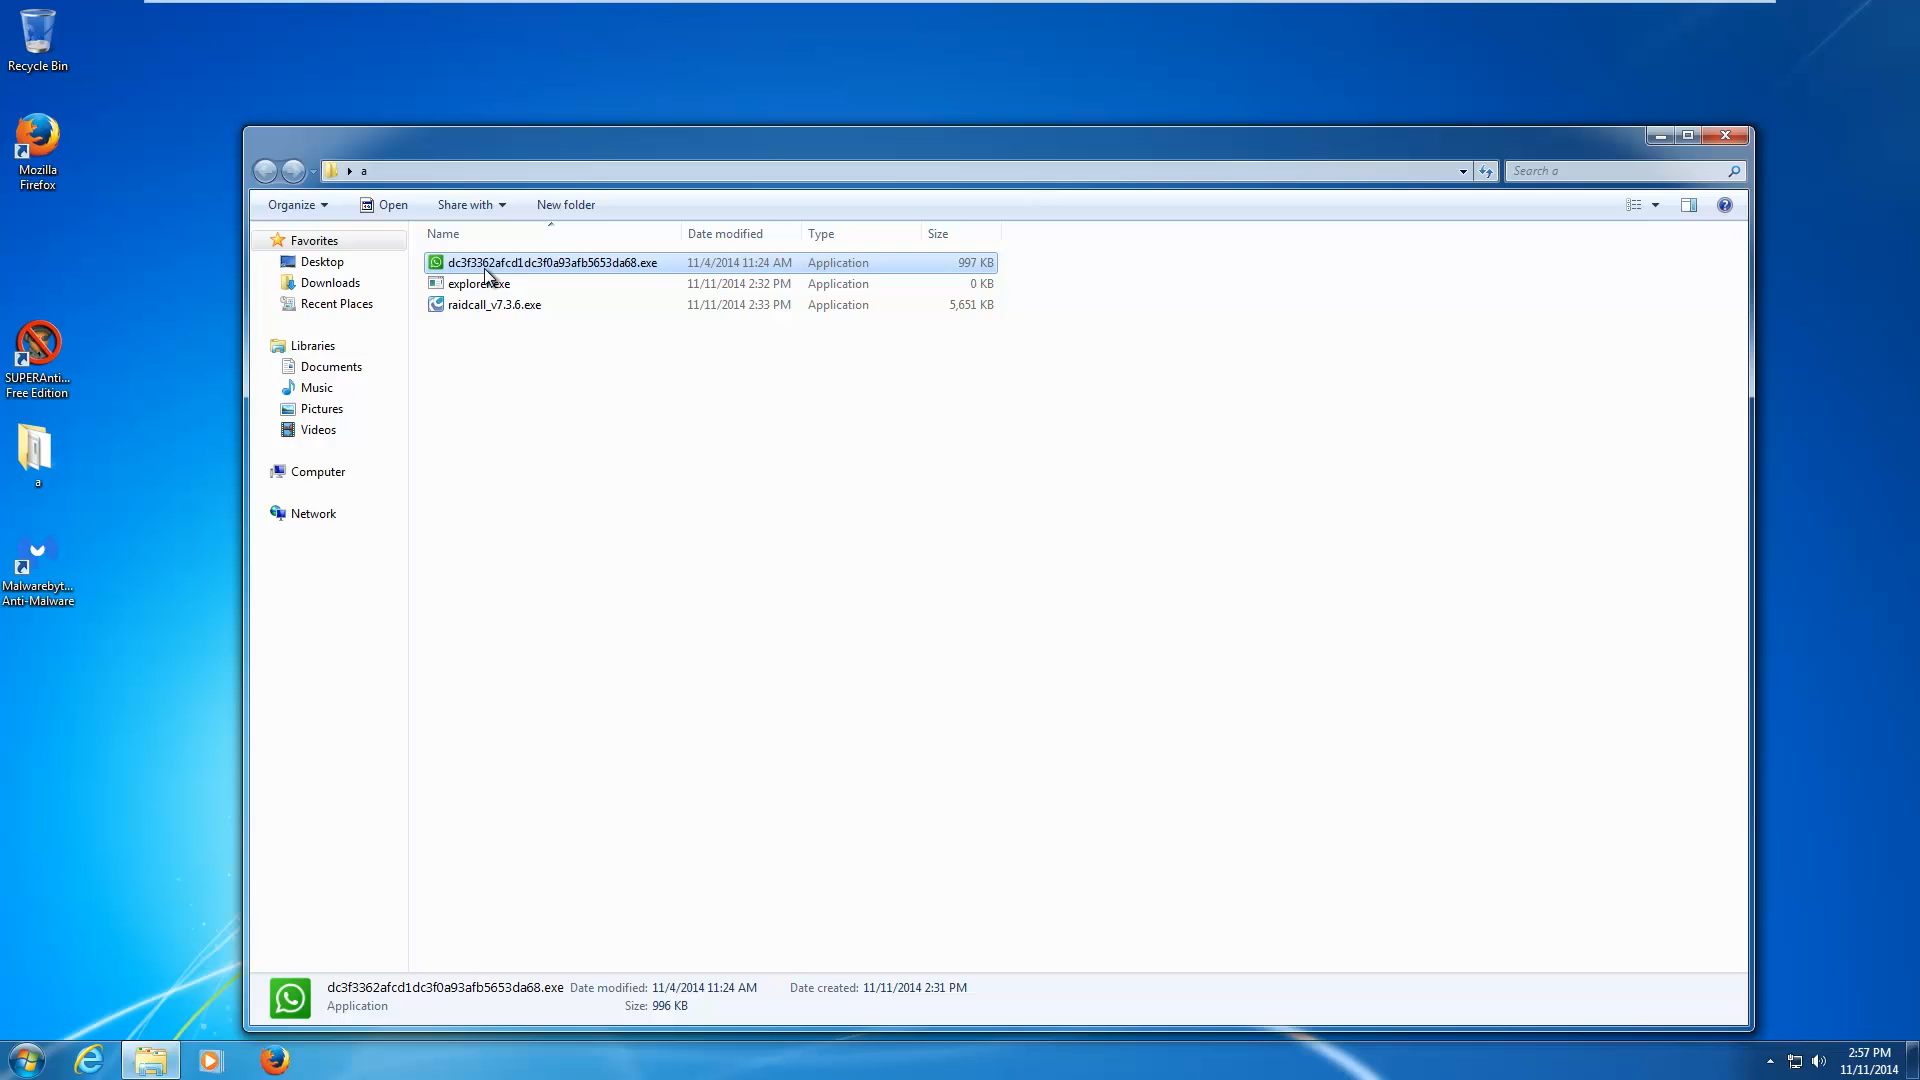 Recycle Bin
Mozilla
Firefox
SUPERAnti...
Free Edition
a
Malwarebyt...
Anti-Malware
a
Search a
Organize
Open
Share with
New folder
Favorites
Desktop
Downloads
Recent Places
Libraries
Documents
Music
Pictures
Videos
Computer
Network
Name Date modified Type Size
dc3f3362afcd1dc3f0a93afb5653da68.exe 11/4/2014 11:24 AM Application 997 KB
explorer.exe 11/11/2014 2:32 PM Application 0 KB
raidcall_v7.3.6.exe 11/11/2014 2:33 PM Application 5,651 KB
dc3f3362afcd1dc3f0a93afb5653da68.exe Date modified: 11/4/2014 11:24 AM Date created: 11/11/2014 2:31 PM
Application Size: 996 KB
2:57 PM
11/11/2014